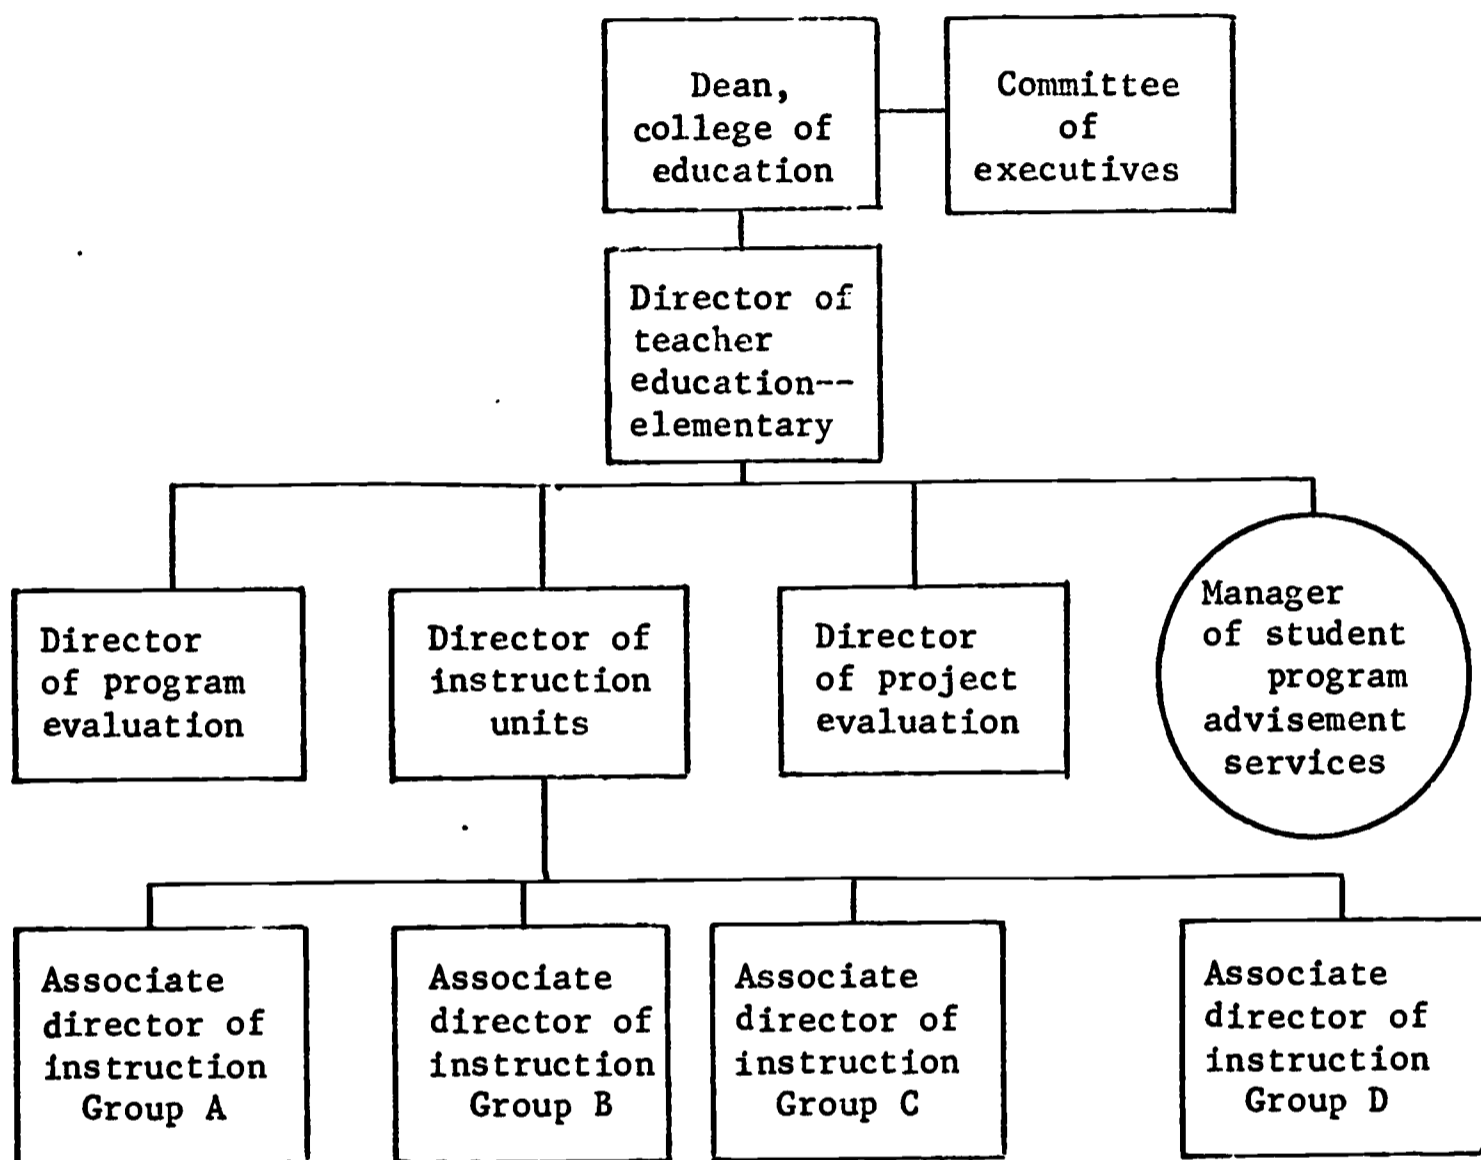 Dean,
college of
education
Committee
of
executives
Director of
teacher
education--
elementary
Director
of program
evaluation
Director of
instruction
units
Director
of project
evaluation
Manager
of student
program
advisement
services
Associate
director of
instruction
Group A
Associate
director of
instruction
Group B
Associate
director of
instruction
Group C
Associate
director of
instruction
Group D